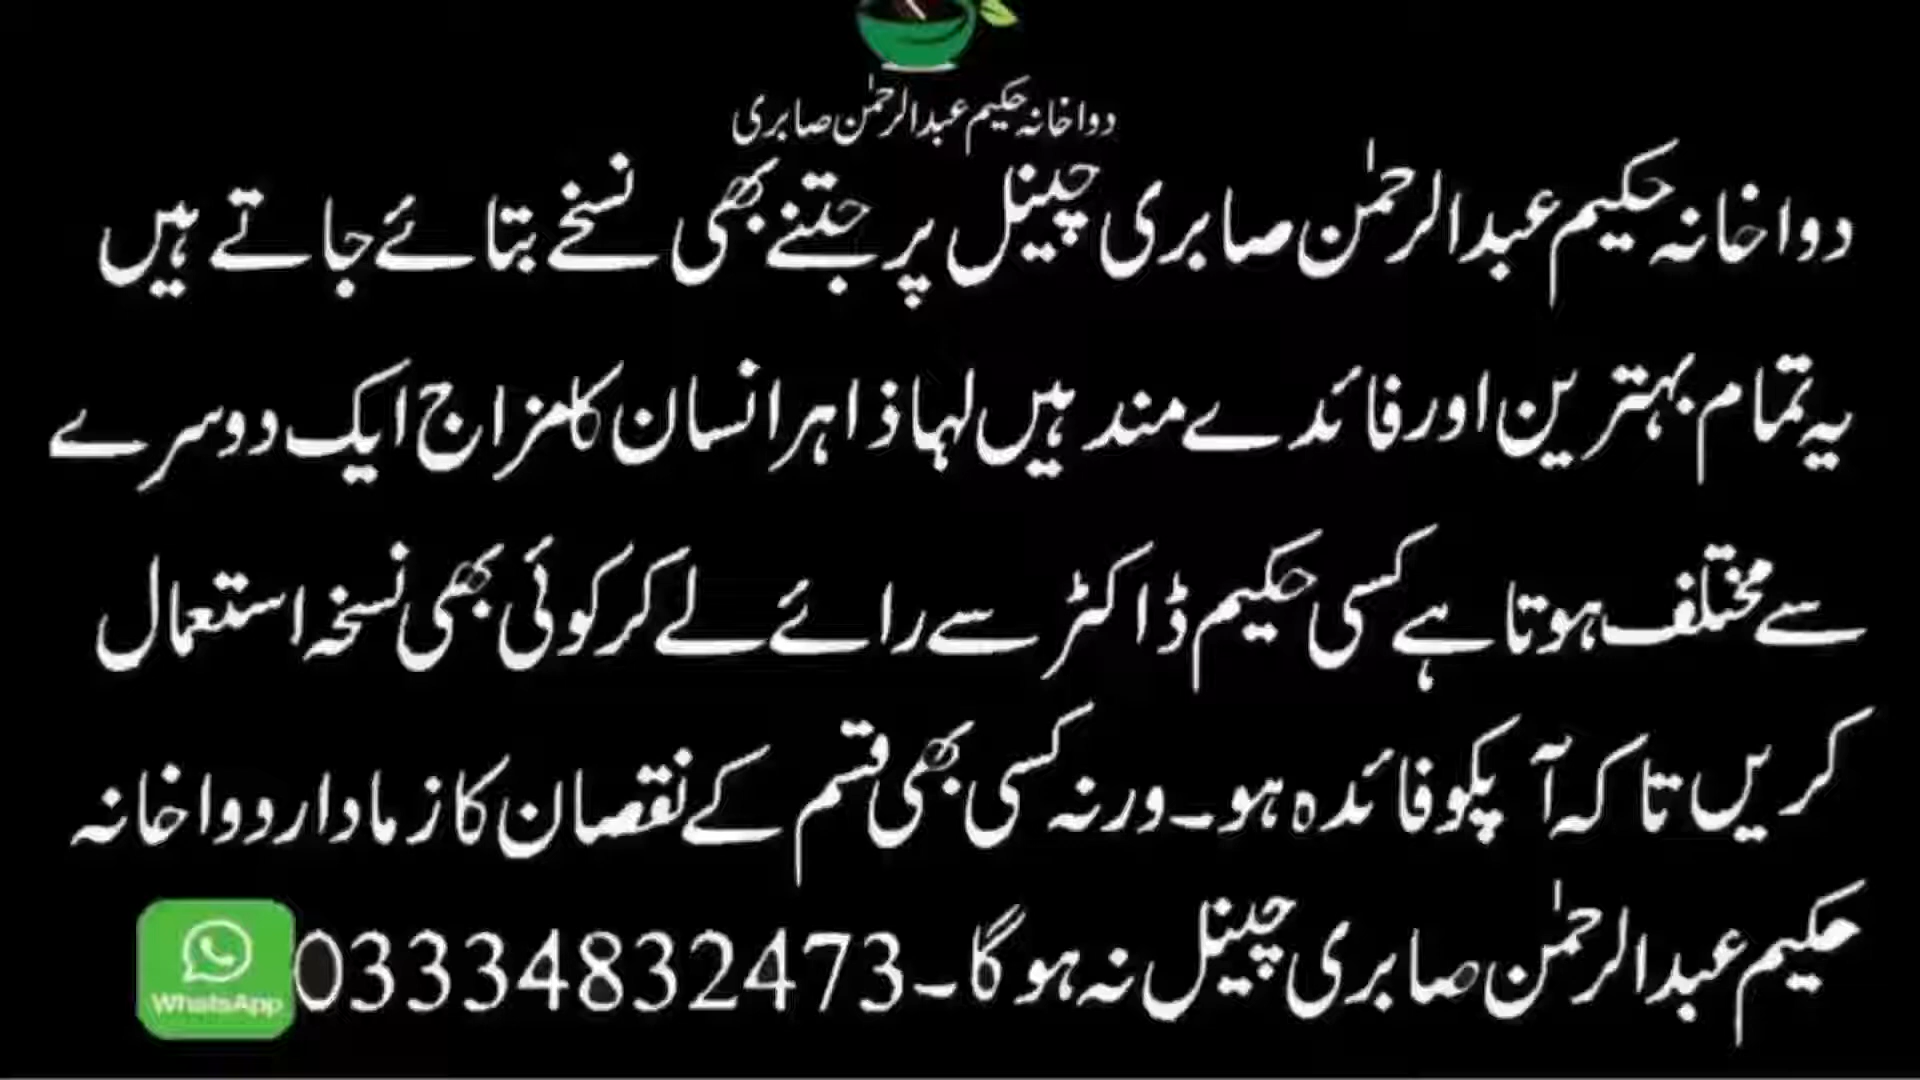 دواخانہ حکیم عبدالرحمٰن صابری
دواخانہ حکیم عبدالرحمٰن صابری چینل پر جتنے بھی نسخے بتائے جاتے ہیں
یہ تمام بہترین اور فائدے مند ہیں لہاذا ہر انسان کا مزاج ایک دوسرے
سے مختلف ہوتا ہے کسی حکیم ڈاکٹر سے رائے لے کر کوئی بھی نسخہ استعمال
کریں تا کہ آپکو فائدہ ہو۔ ورنہ کسی بھی قسم کے نقصان کا زمادار دواخانہ
حکیم عبدالرحمٰن صابری چینل نہ ہوگا۔03334832473
WhatsApp